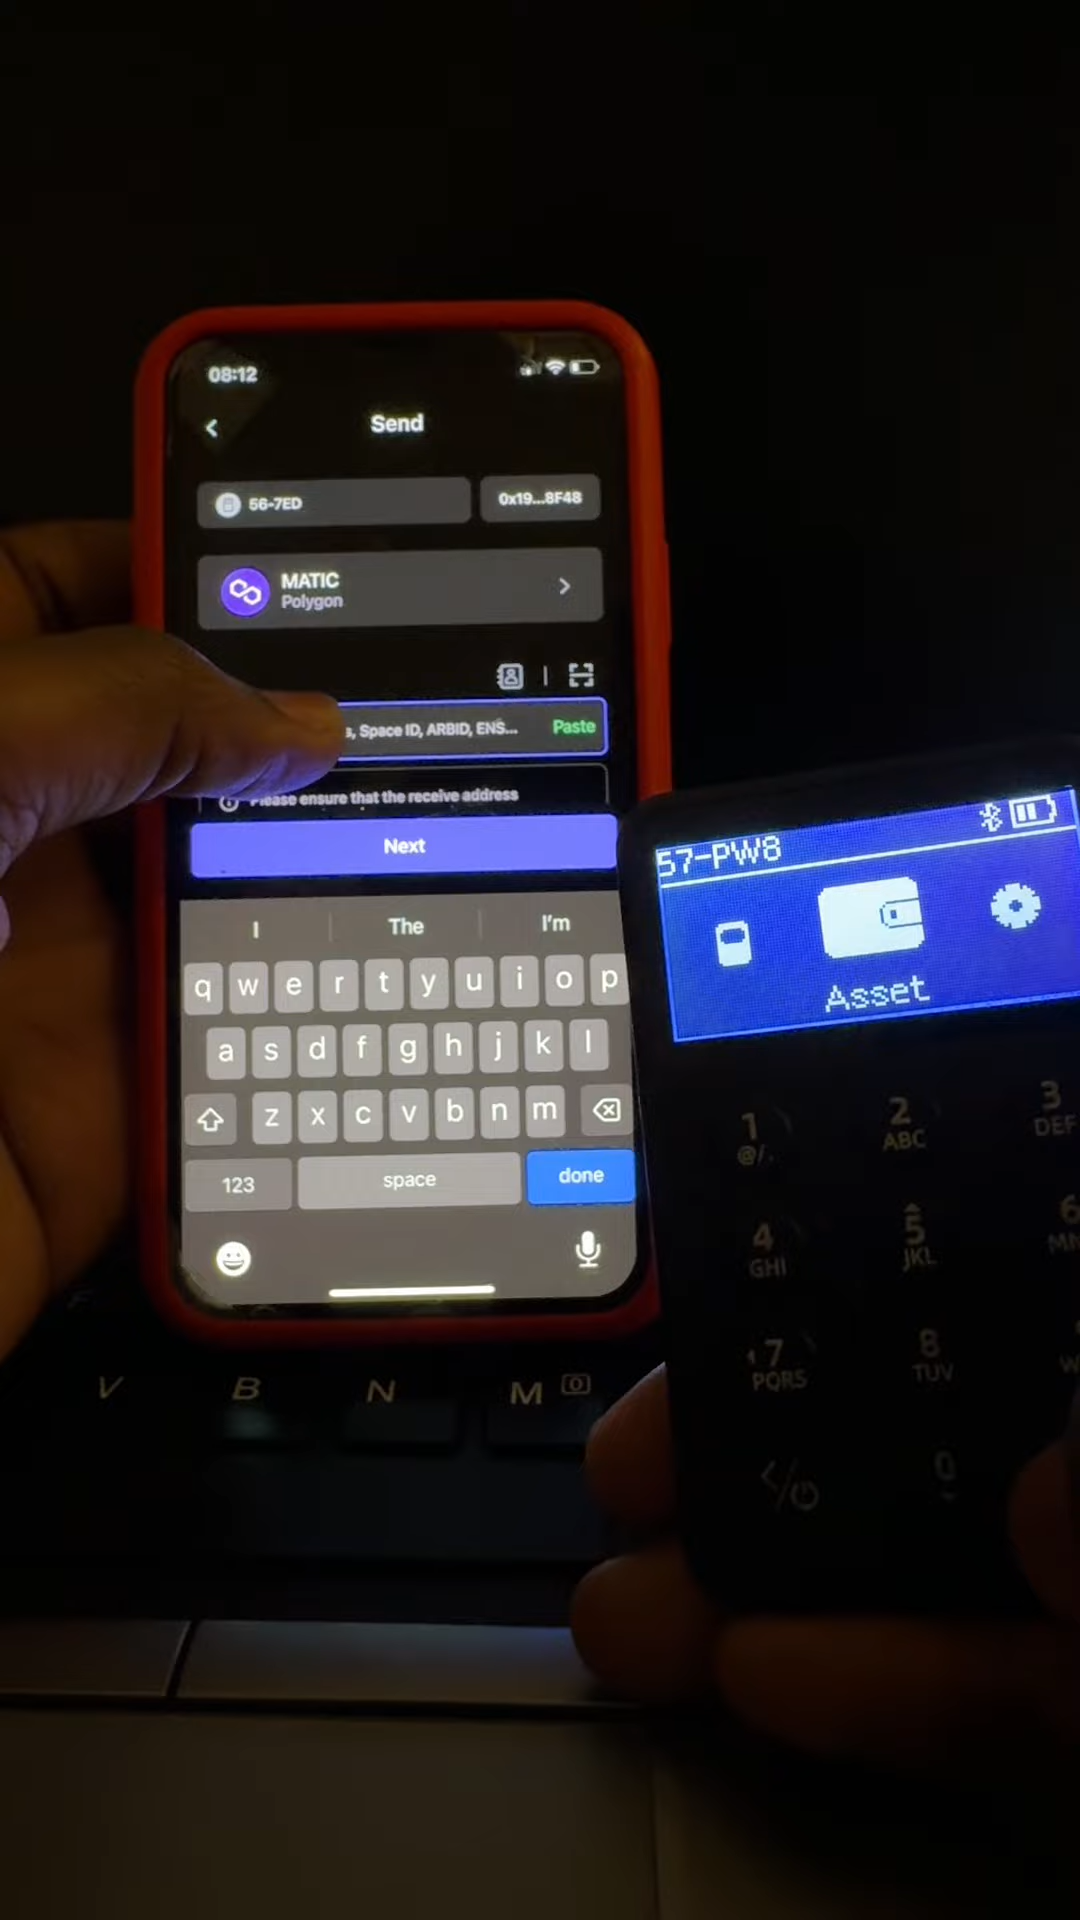 08:12
Send
56-7ED
0x19...8F48
MATIC
Polygon
Space ID, ARBID, ENS...
Paste
Please ensure that the receive address
Next
I The I'm
q w e r t y u i o p
a s d f g h j k l
z x c v b n m
123 space done
V B N M
57-PW8
Asset
1 2 3
@/. ABC DEF
4 5 6
GHI JKL
7 8
PQRS TUV
0